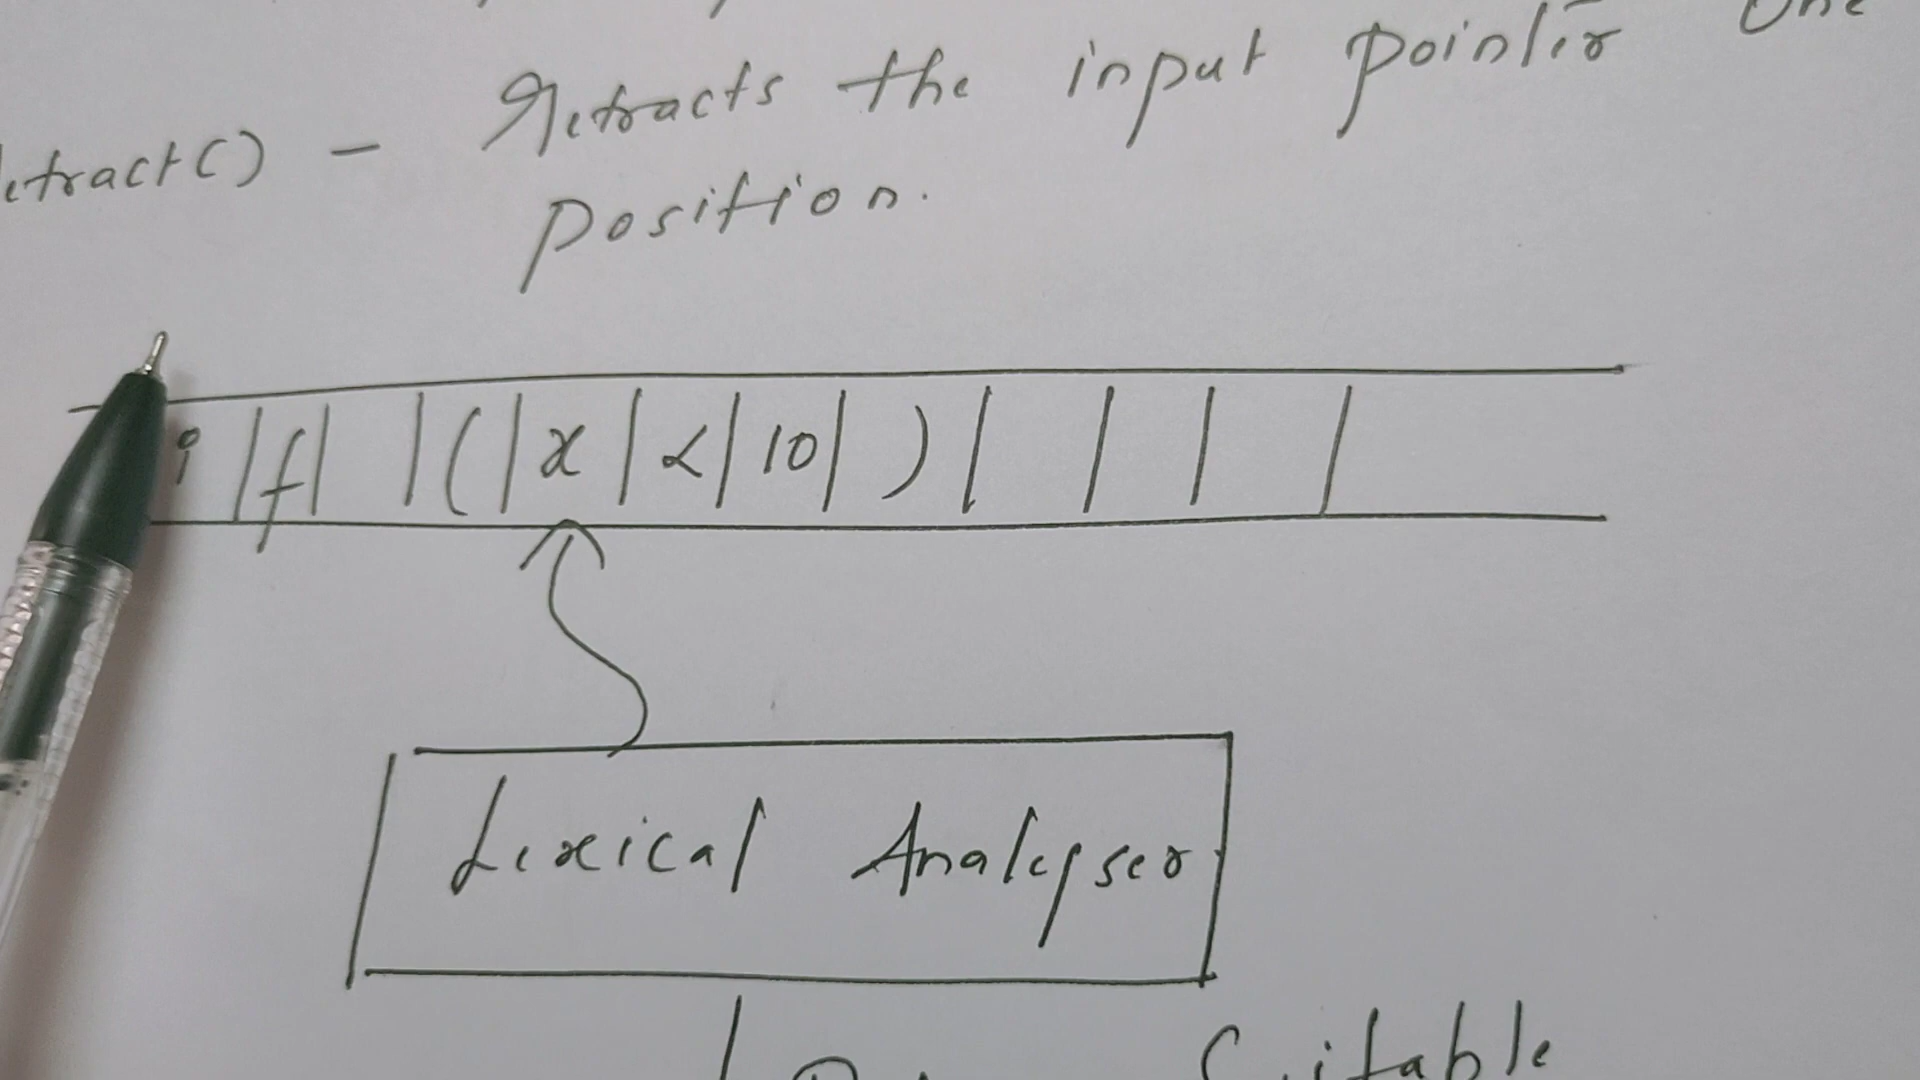 One
etract() - retracts the input pointer
position.
i | f | | ( | x | < | 10 | ) | | | |
Lexical Analyser
Suitable